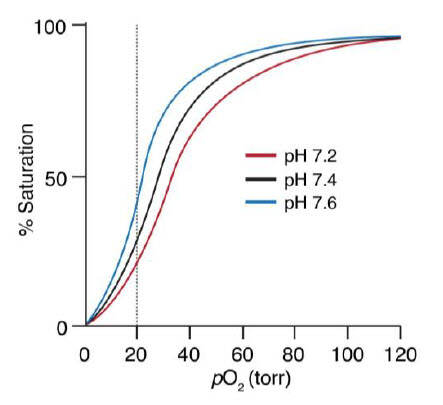 100
50
0
% Saturation
pH 7.2
pH 7.4
pH 7.6
0 20 40 60 80 100 120
pO2 (torr)